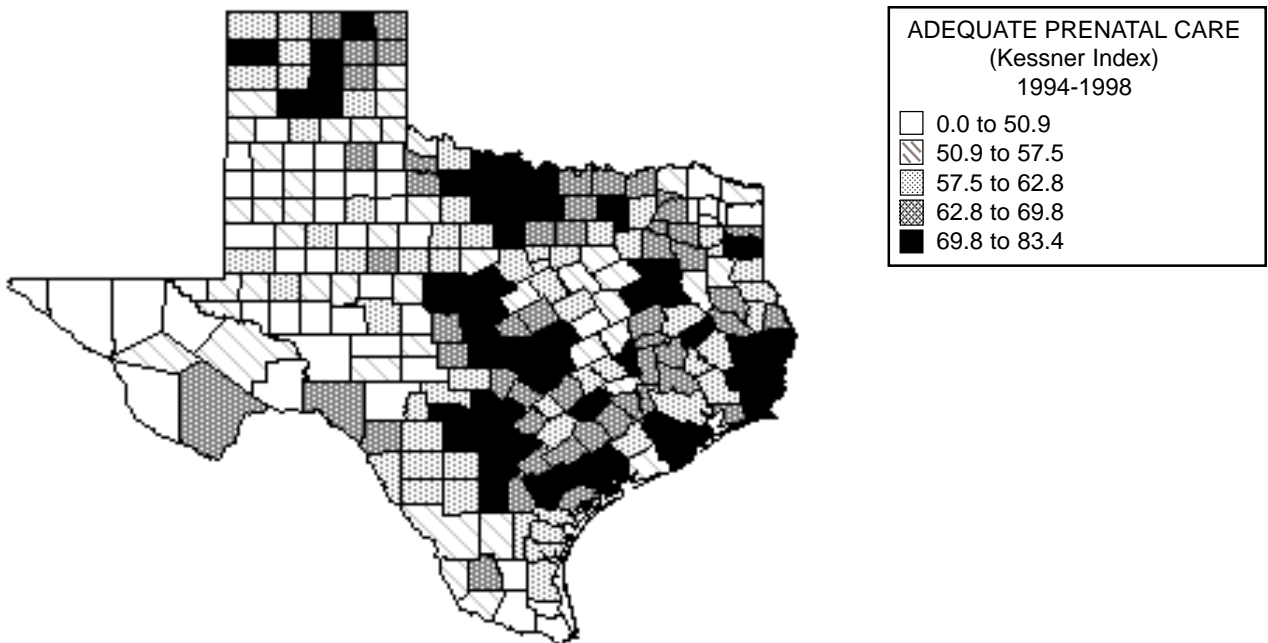 ADEQUATE PRENATAL CARE
(Kessner Index)
1994-1998
0.0 to 50.9
50.9 to 57.5
57.5 to 62.8
62.8 to 69.8
69.8 to 83.4